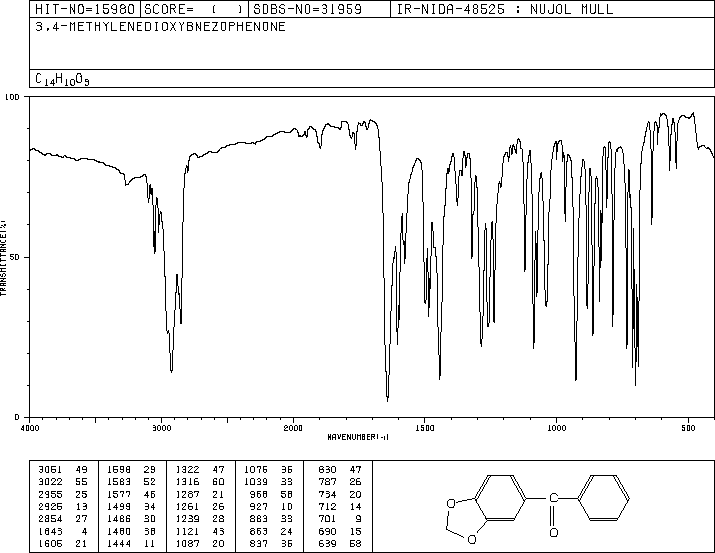 HIT-NO=15980 SCORE= ( ) SDBS-NO=31959 IR-NIDA-48525 : NUJOL MULL
3,4-METHYLENEDIOXYBNEZOPHENONE
C14H10O3
100
50
0
TRANSMITTANCE(%)
4000 3000 2000 1500 1000 500
WAVENUMBER(-1)
3061 49 1598 29 1322 47 1076 36 830 47
3022 55 1583 52 1316 60 1039 33 787 26
2955 25 1577 46 1287 21 968 58 734 20
2925 13 1499 34 1261 26 927 10 712 14
2854 27 1486 30 1239 28 883 33 701 9
1643 4 1480 38 1121 43 863 24 690 15
1605 21 1444 11 1087 20 837 35 639 58
O
O
C
O